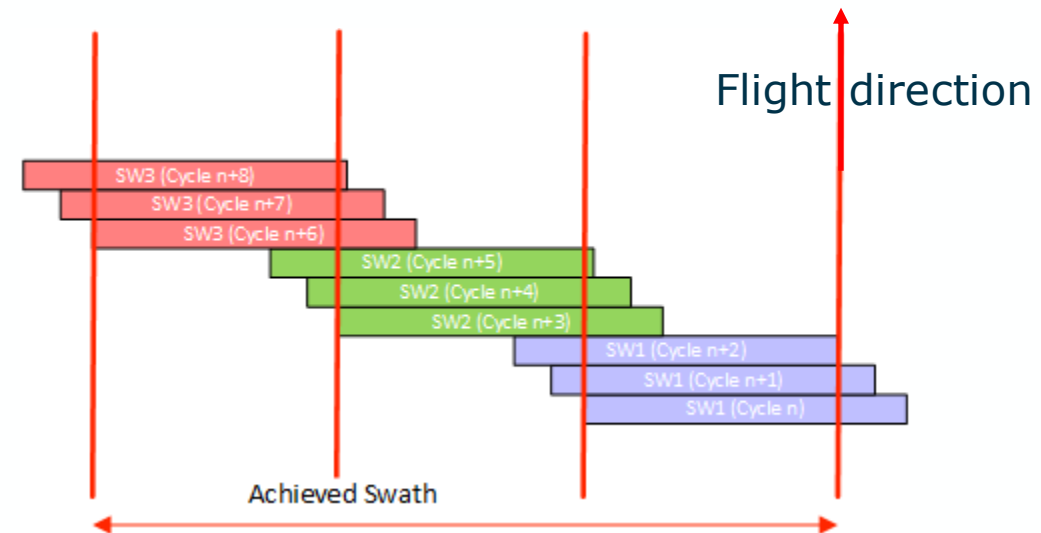 Flight direction
SW3 (Cycle n+8)
SW3 (Cycle n+7)
SW3 (Cycle n+6)
SW2 (Cycle n+5)
SW2 (Cycle n+4)
SW2 (Cycle n+3)
SW1 (Cycle n+2)
SW1 (Cycle n+1)
SW1 (Cycle n)
Achieved Swath